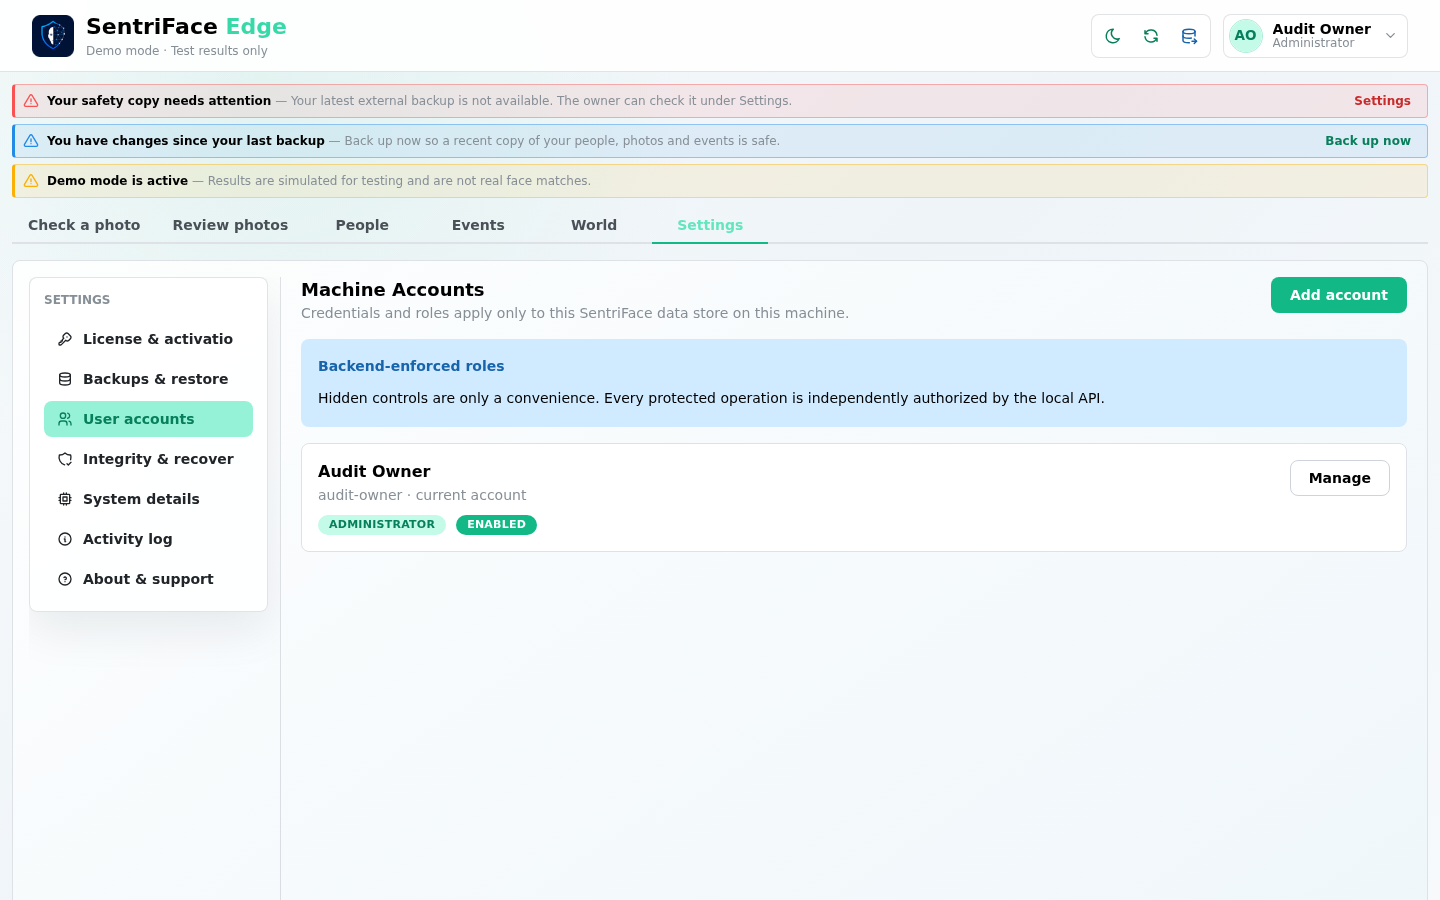 SentriFace Edge
Demo mode · Test results only
AO
Audit Owner
Administrator
Your safety copy needs attention — Your latest external backup is not available. The owner can check it under Settings.
Settings
You have changes since your last backup — Back up now so a recent copy of your people, photos and events is safe.
Back up now
Demo mode is active — Results are simulated for testing and are not real face matches.
Check a photo
Review photos
People
Events
World
Settings
SETTINGS
License & activatio
Backups & restore
User accounts
Integrity & recover
System details
Activity log
About & support
Machine Accounts
Credentials and roles apply only to this SentriFace data store on this machine.
Add account
Backend-enforced roles
Hidden controls are only a convenience. Every protected operation is independently authorized by the local API.
Audit Owner
audit-owner · current account
ADMINISTRATOR
ENABLED
Manage